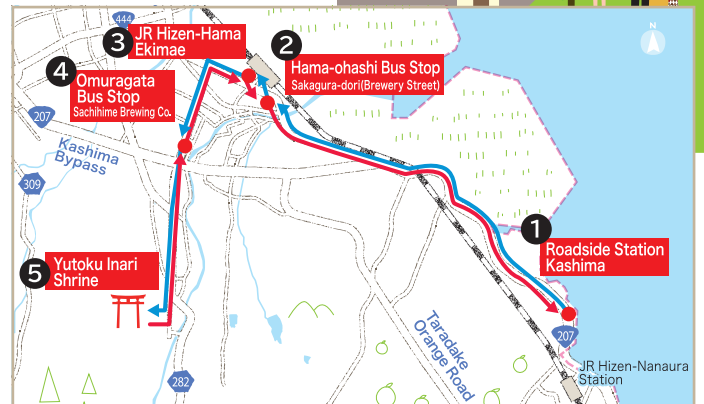 N
444
3
JR Hizen-Hama
Ekimae
2
Hama-ohashi Bus Stop
Sakagura-dori(Brewery Street)
4
Omuragata
Bus Stop
Sachihime Brewing Co.
207
Kashima
Bypass
309
1
Roadside Station
Kashima
5
Yutoku Inari
Shrine
207
Taradake
Orange Road
JR Hizen-Nanaura
Station
282